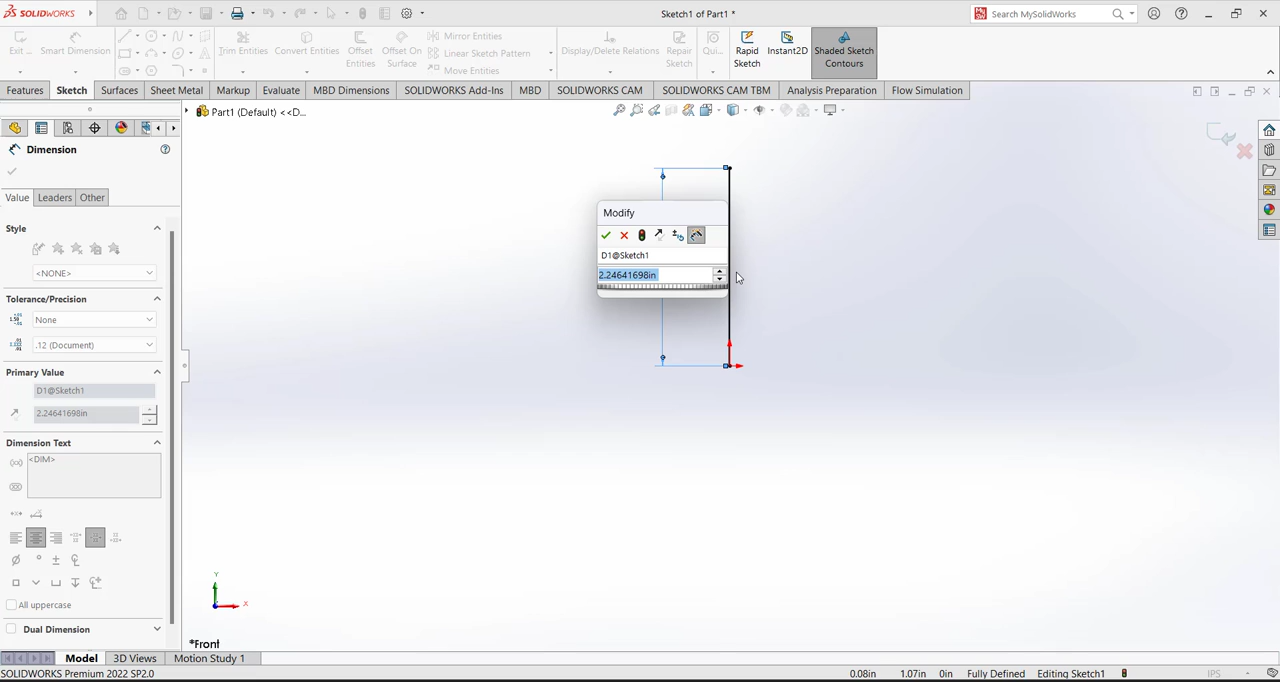 SOLIDWORKS
Sketch1 of Part1 *
Search MySolidWorks
Exit ...
Smart Dimension
Trim Entities
Convert Entities
Offset Entities
Offset On Surface
Mirror Entities
Linear Sketch Pattern
Move Entities
Display/Delete Relations
Repair Sketch
Qui...
Rapid Sketch
Instant2D
Shaded Sketch Contours
Features
Sketch
Surfaces
Sheet Metal
Markup
Evaluate
MBD Dimensions
SOLIDWORKS Add-Ins
MBD
SOLIDWORKS CAM
SOLIDWORKS CAM TBM
Analysis Preparation
Flow Simulation
Part1 (Default) <<D...
Dimension
Value
Leaders
Other
Style
<NONE>
Tolerance/Precision
None
.12 (Document)
Primary Value
D1@Sketch1
2.24641698in
Dimension Text
<DIM>
All uppercase
Dual Dimension
Modify
D1@Sketch1
2.24641698in
Y
X
*Front
Model
3D Views
Motion Study 1
SOLIDWORKS Premium 2022 SP2.0
0.08in
1.07in
0in
Fully Defined
Editing Sketch1
IPS